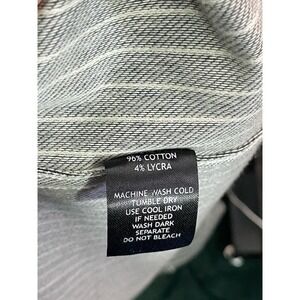 96% COTTON
4% LYCRA
MACHINE WASH COLD
TUMBLE DRY
USE COOL IRON
IF NEEDED
WASH DARK
SEPARATE
DO NOT BLEACH